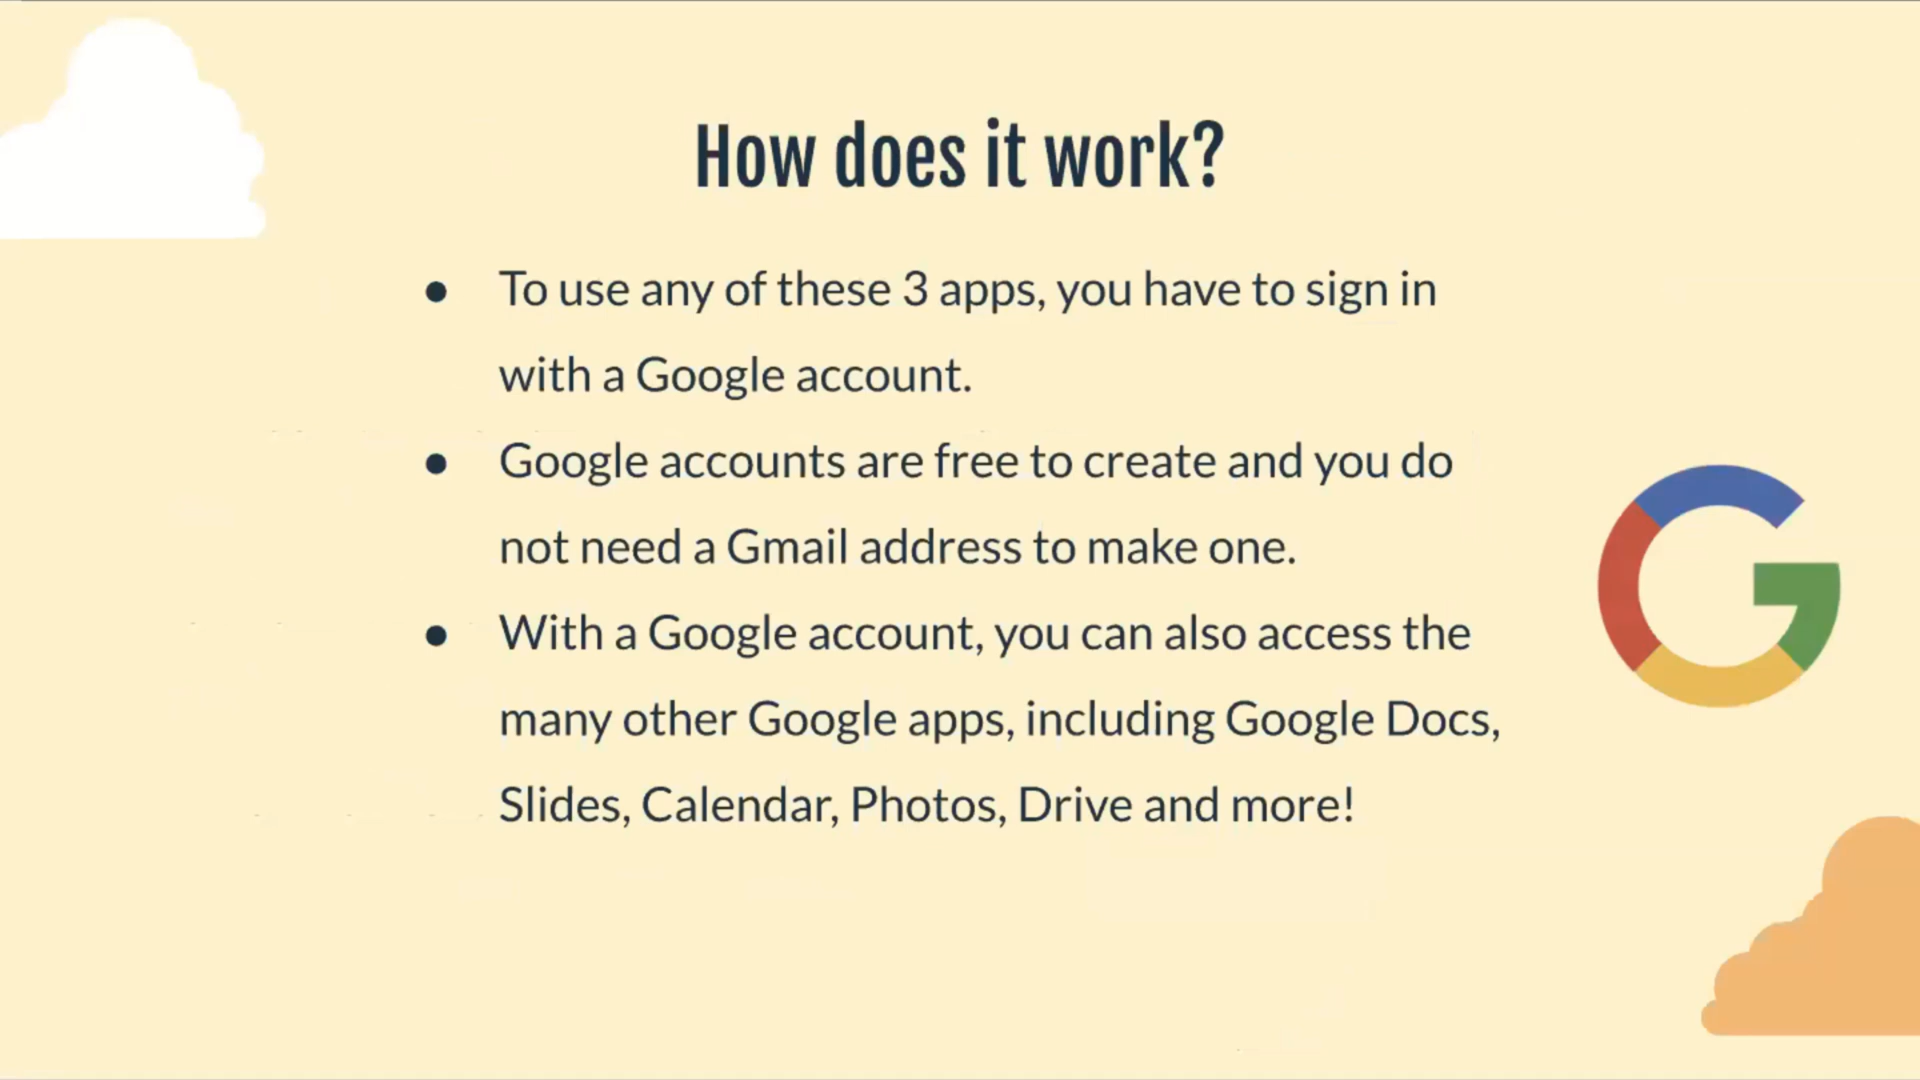 How does it work?
● To use any of these 3 apps, you have to sign in
with a Google account.
● Google accounts are free to create and you do
not need a Gmail address to make one.
● With a Google account, you can also access the
many other Google apps, including Google Docs,
Slides, Calendar, Photos, Drive and more!
G